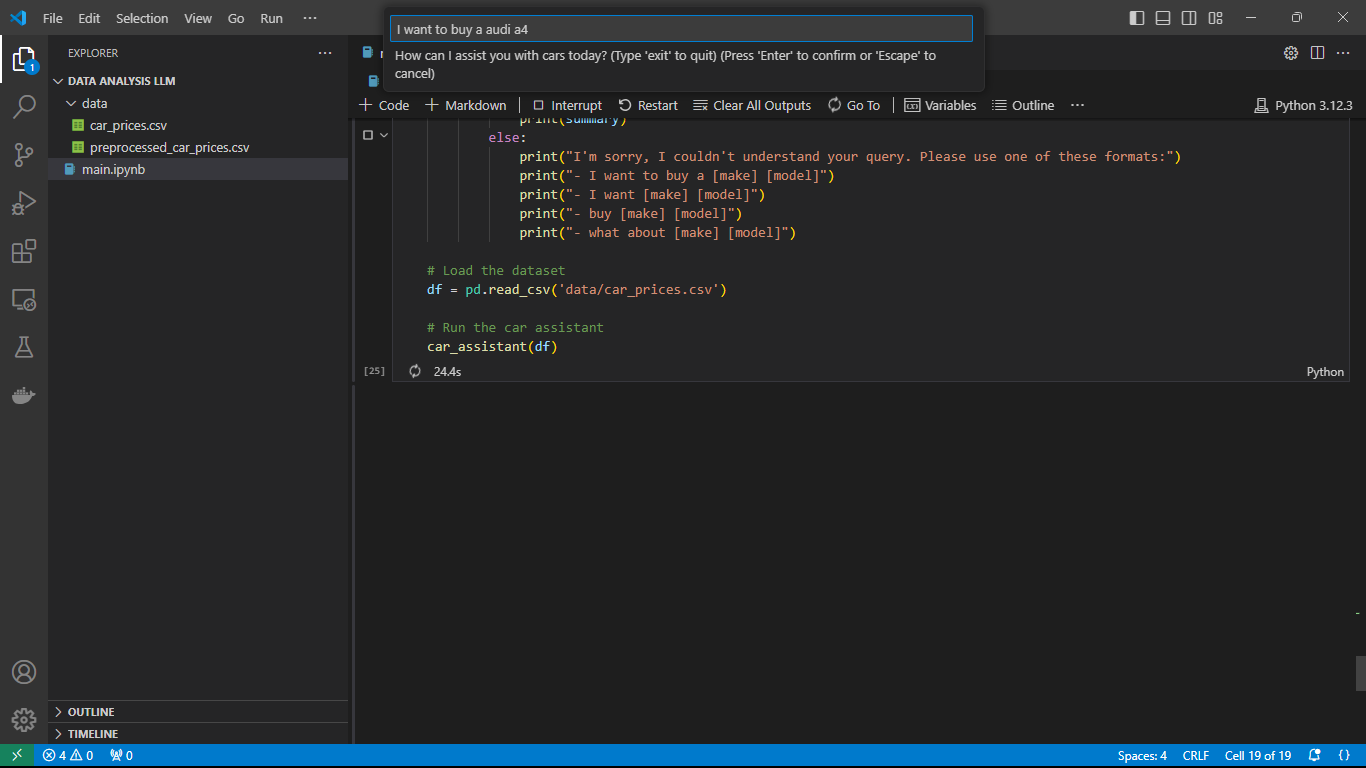 File Edit Selection View Go Run ···
I want to buy a audi a4
How can I assist you with cars today? (Type 'exit' to quit) (Press 'Enter' to confirm or 'Escape' to
cancel)
1
EXPLORER ···
DATA ANALYSIS LLM
data
car_prices.csv
preprocessed_car_prices.csv
main.ipynb
OUTLINE
TIMELINE
+ Code + Markdown Interrupt Restart Clear All Outputs Go To Variables Outline ··· Python 3.12.3
print(summary)
else:
print("I'm sorry, I couldn't understand your query. Please use one of these formats:")
print("- I want to buy a [make] [model]")
print("- I want [make] [model]")
print("- buy [make] [model]")
print("- what about [make] [model]")
# Load the dataset
df = pd.read_csv('data/car_prices.csv')
# Run the car assistant
car_assistant(df)
[25] 24.4s Python
4 0 0 Spaces: 4 CRLF Cell 19 of 19 {}